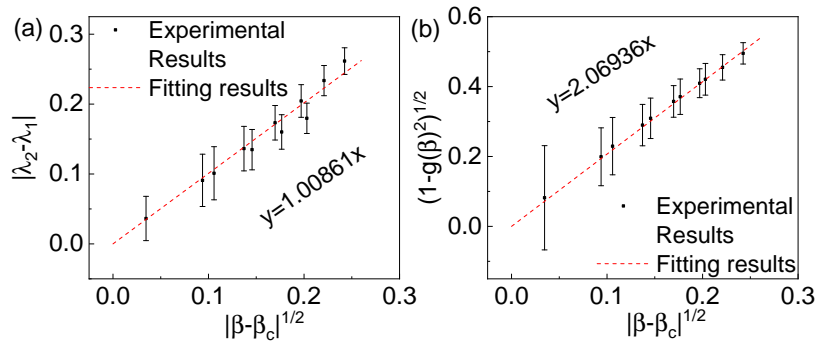 (a)
Experimental
Results
Fitting results
y=1.00861x
|λ₂-λ₁|
0.3
0.2
0.1
0.0
0.0 0.1 0.2 0.3
|β-βc|^1/2
(b)
y=2.06936x
Experimental
Results
Fitting results
(1-g(β)²)^1/2
0.6
0.4
0.2
0.0
0.0 0.1 0.2 0.3
|β-βc|^1/2